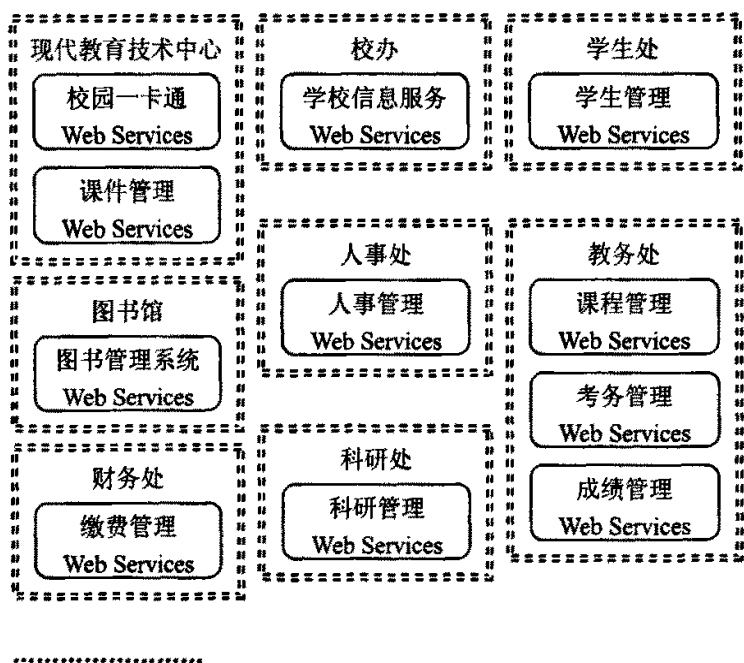 现代教育技术中心
校园一卡通
Web Services
课件管理
Web Services
图书馆
图书管理系统
Web Services
财务处
缴费管理
Web Services
校办
学校信息服务
Web Services
人事处
人事管理
Web Services
科研处
科研管理
Web Services
学生处
学生管理
Web Services
教务处
课程管理
Web Services
考务管理
Web Services
成绩管理
Web Services